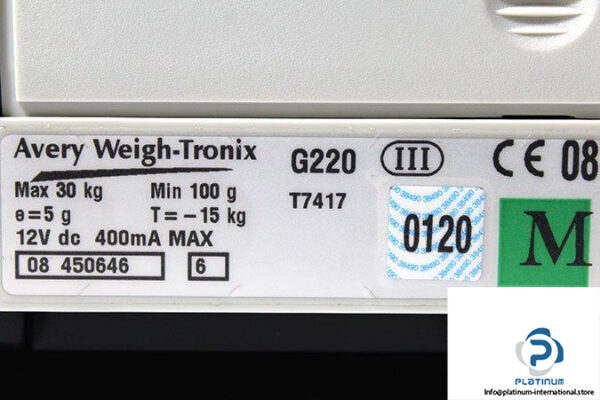 Avery Weigh-Tronix G220 III CE 08
Max 30 kg Min 100 g T7417
e=5 g T= −15 kg
12V dc 400mA MAX
08 450646 6
0120
M
PLATINUM
Info@platinum-international.store